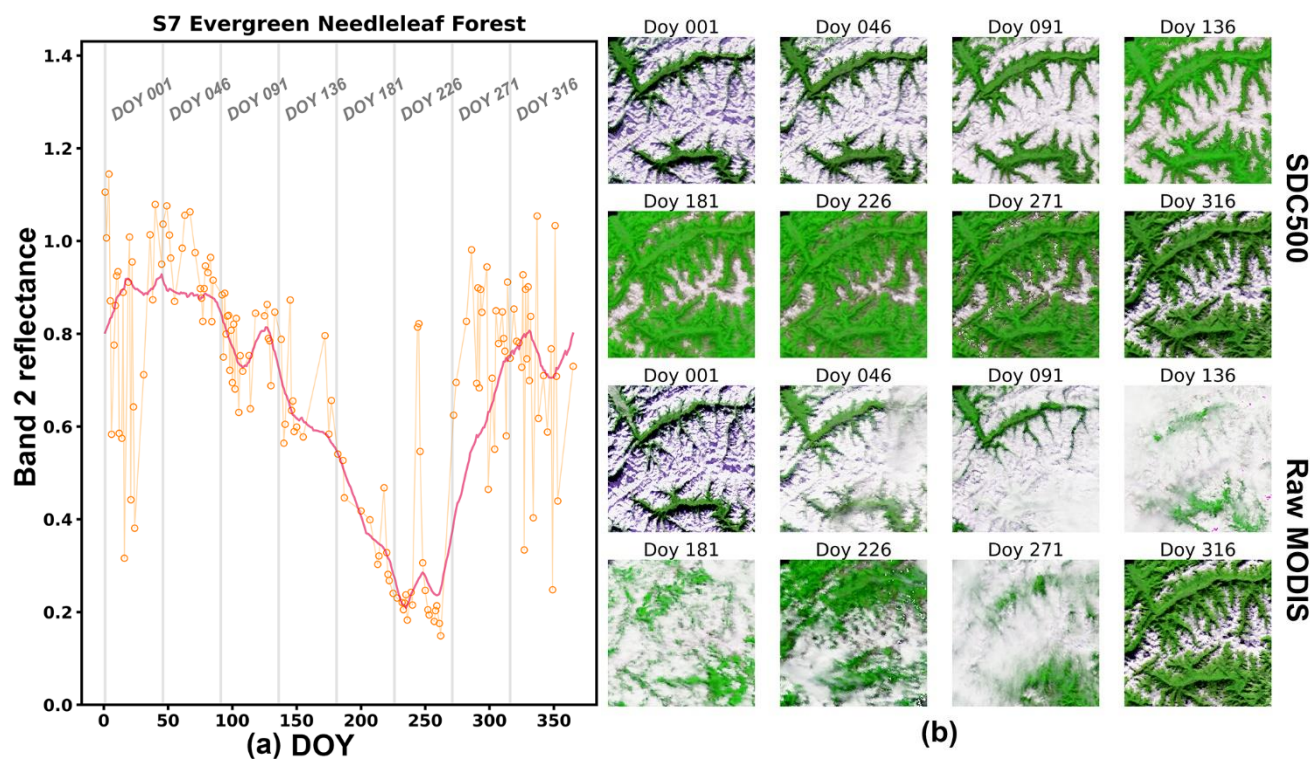 S7 Evergreen Needleleaf Forest
1.4
1.2
1.0
0.8
0.6
0.4
0.2
0.0
Band 2 reflectance
DOY 001
DOY 046
DOY 091
DOY 136
DOY 181
DOY 226
DOY 271
DOY 316
0 50 100 150 200 250 300 350
(a) DOY
Doy 001 Doy 046 Doy 091 Doy 136
Doy 181 Doy 226 Doy 271 Doy 316
SDC500
Doy 001 Doy 046 Doy 091 Doy 136
Doy 181 Doy 226 Doy 271 Doy 316
Raw MODIS
(b)